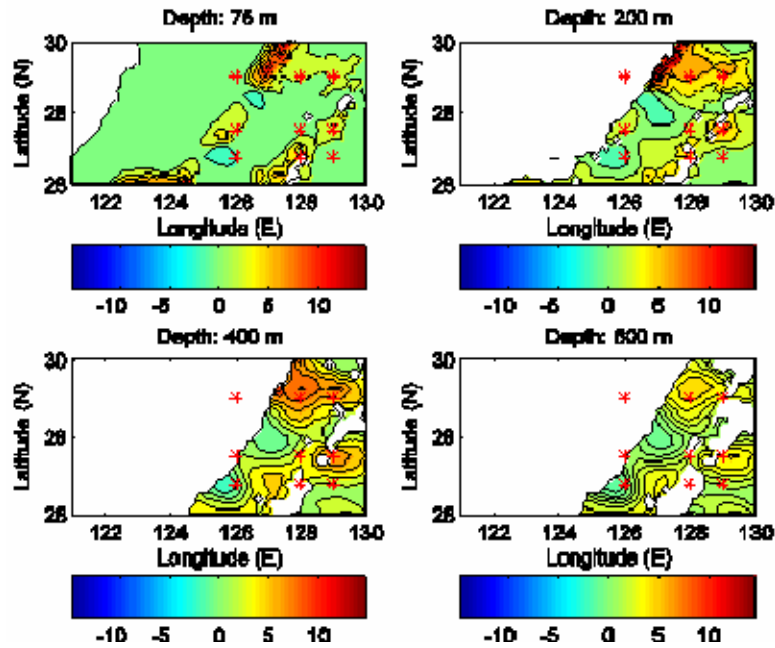 Depth: 75 m
Depth: 200 m
30
28
26
Latitude (N)
122 124 126 128 130
Longitude (E)
-10 -5 0 5 10
30
28
26
Latitude (N)
122 124 126 128 130
Longitude (E)
-10 -5 0 5 10
Depth: 400 m
Depth: 600 m
30
28
26
Latitude (N)
122 124 126 128 130
Longitude (E)
-10 -5 0 5 10
30
28
26
Latitude (N)
122 124 126 128 130
Longitude (E)
-10 -5 0 5 10